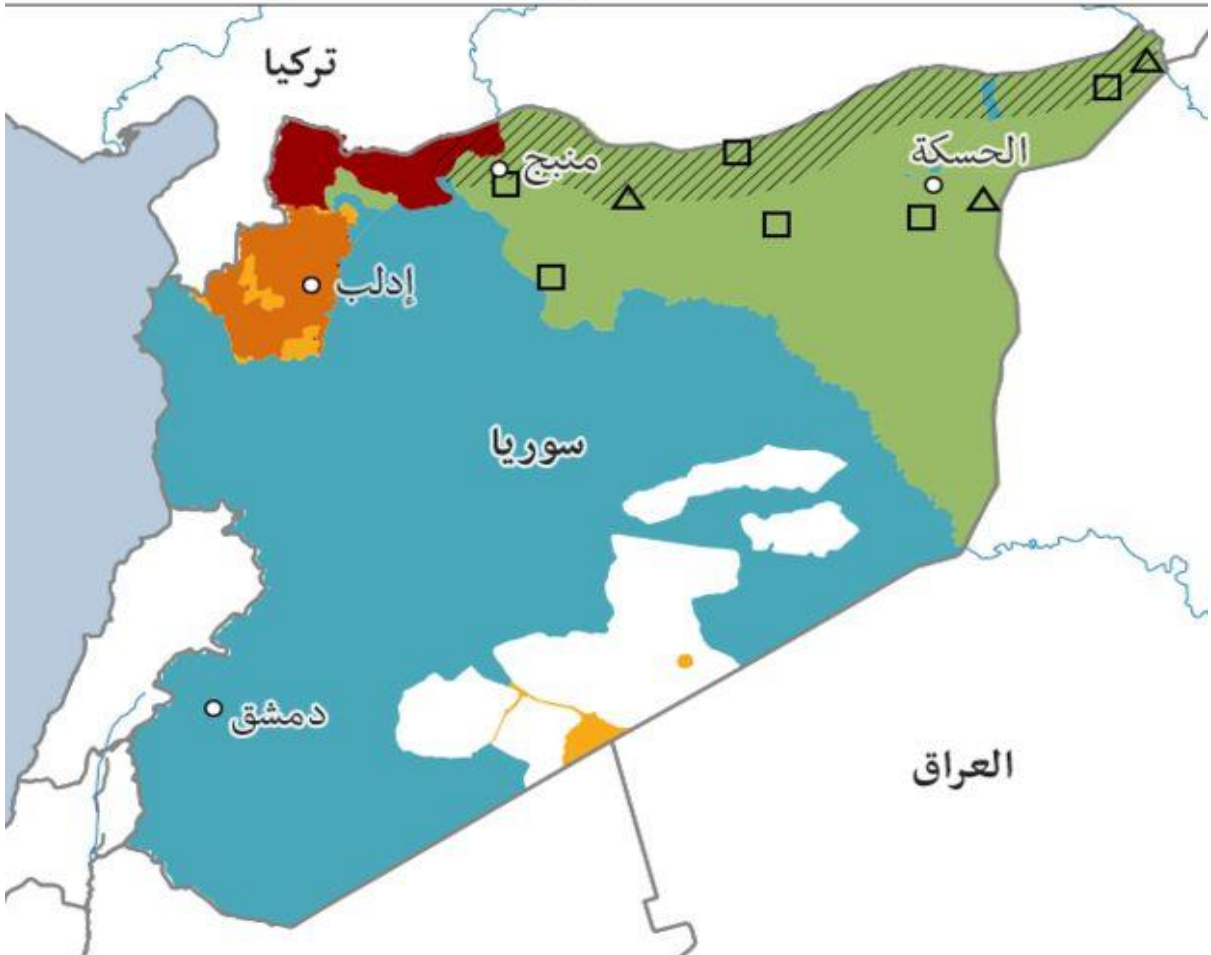 تركيا
منبج
الحسكة
إدلب
سوريا
دمشق
العراق